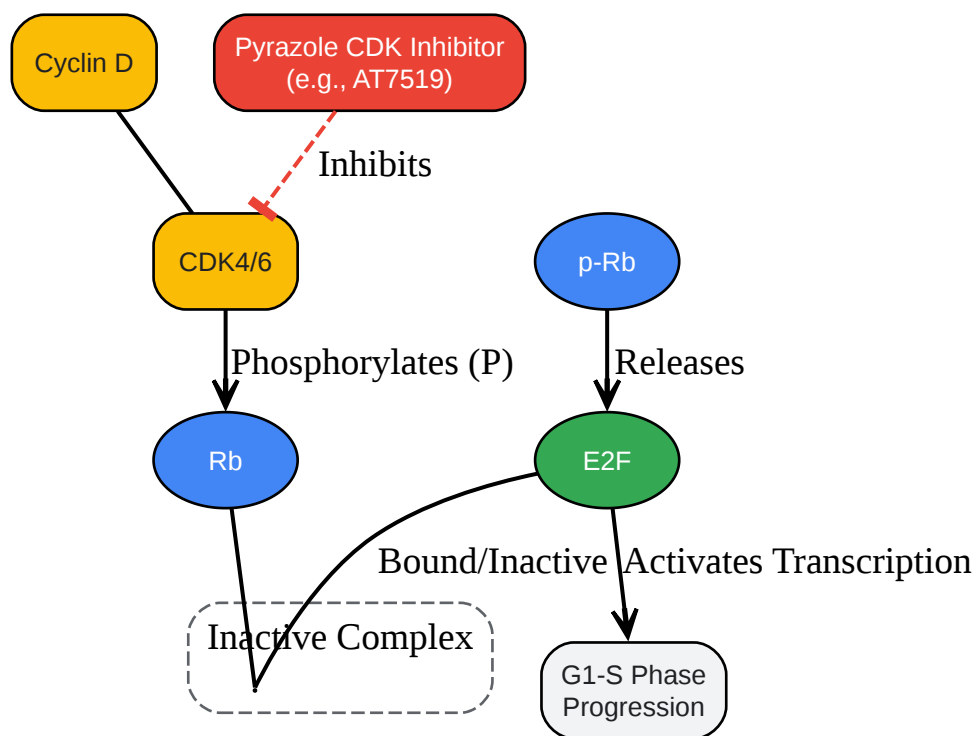 Cyclin D
Pyrazole CDK Inhibitor
(e.g., AT7519)
Inhibits
CDK4/6
p-Rb
Phosphorylates (P)
Releases
Rb
E2F
Bound/Inactive
Activates Transcription
Inactive Complex
G1-S Phase
Progression